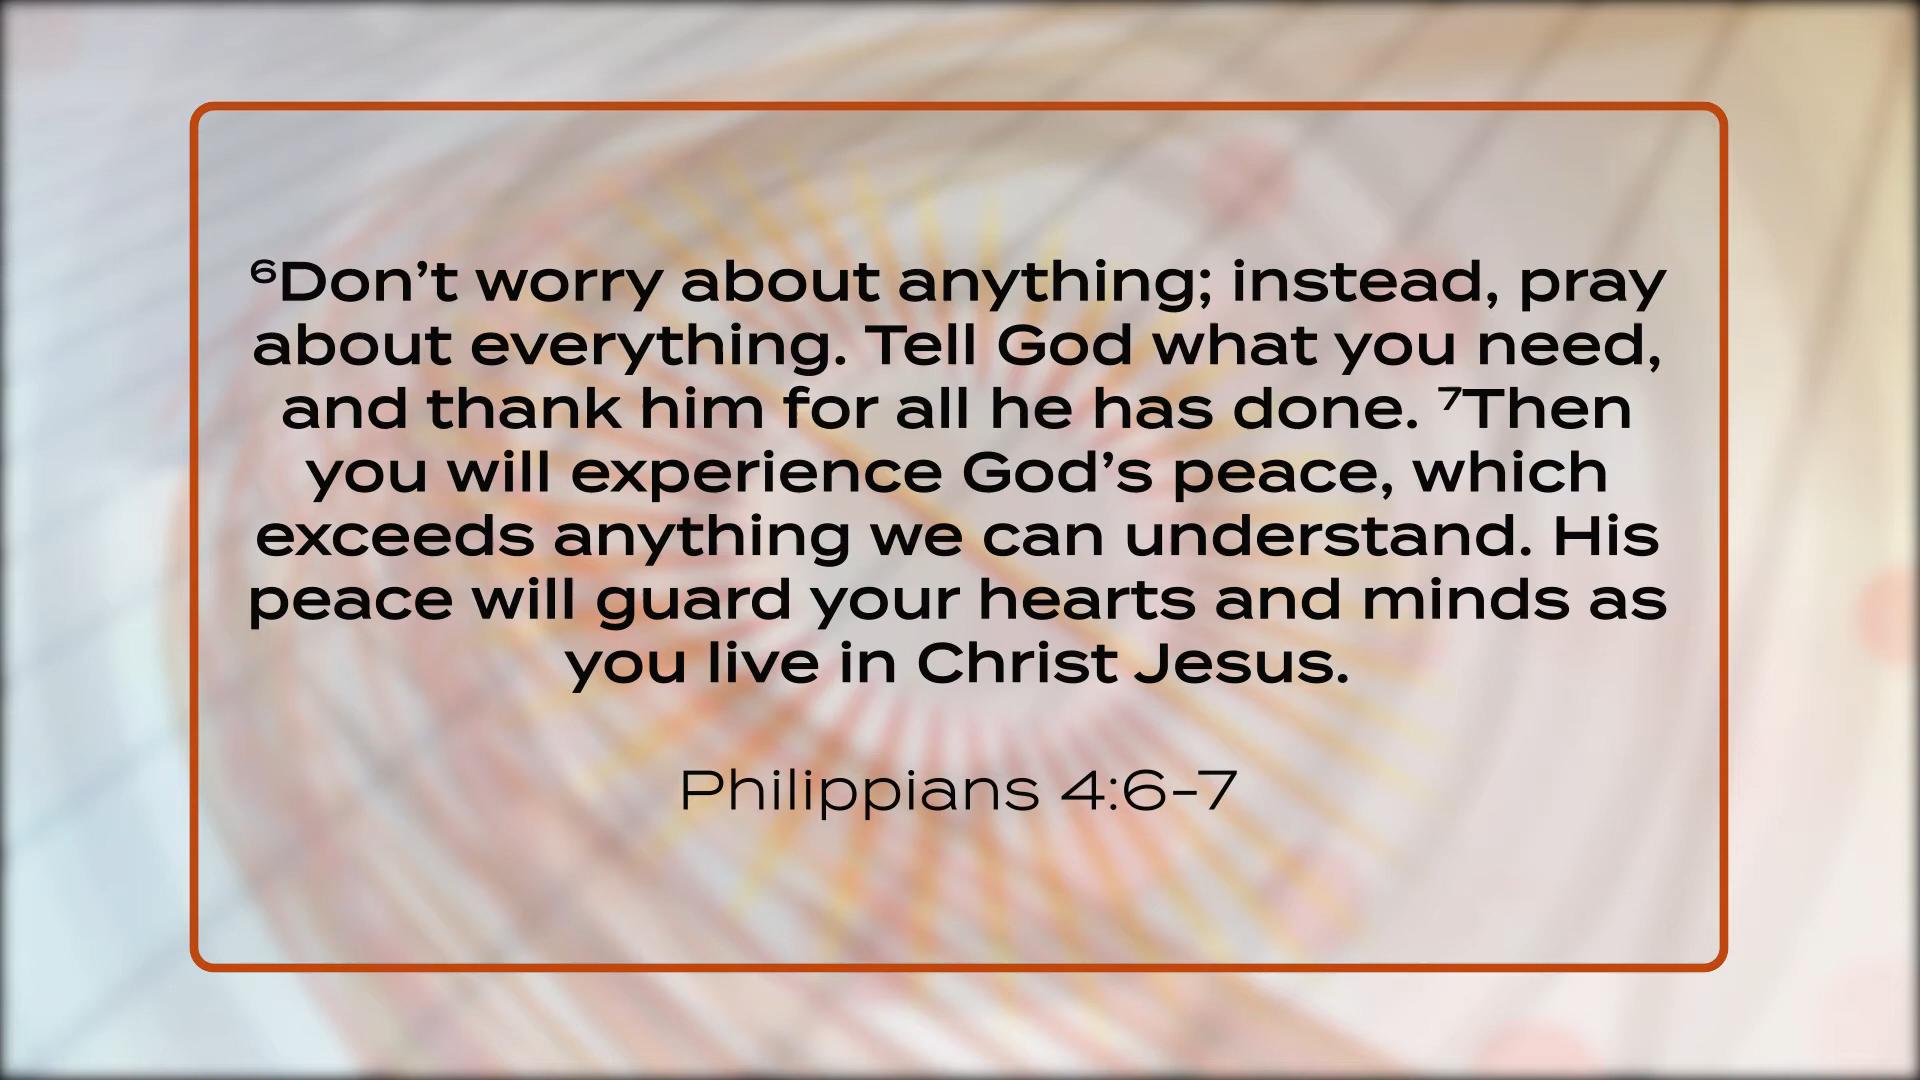 ⁶Don’t worry about anything; instead, pray
about everything. Tell God what you need,
and thank him for all he has done. ⁷Then
you will experience God’s peace, which
exceeds anything we can understand. His
peace will guard your hearts and minds as
you live in Christ Jesus.
Philippians 4:6-7